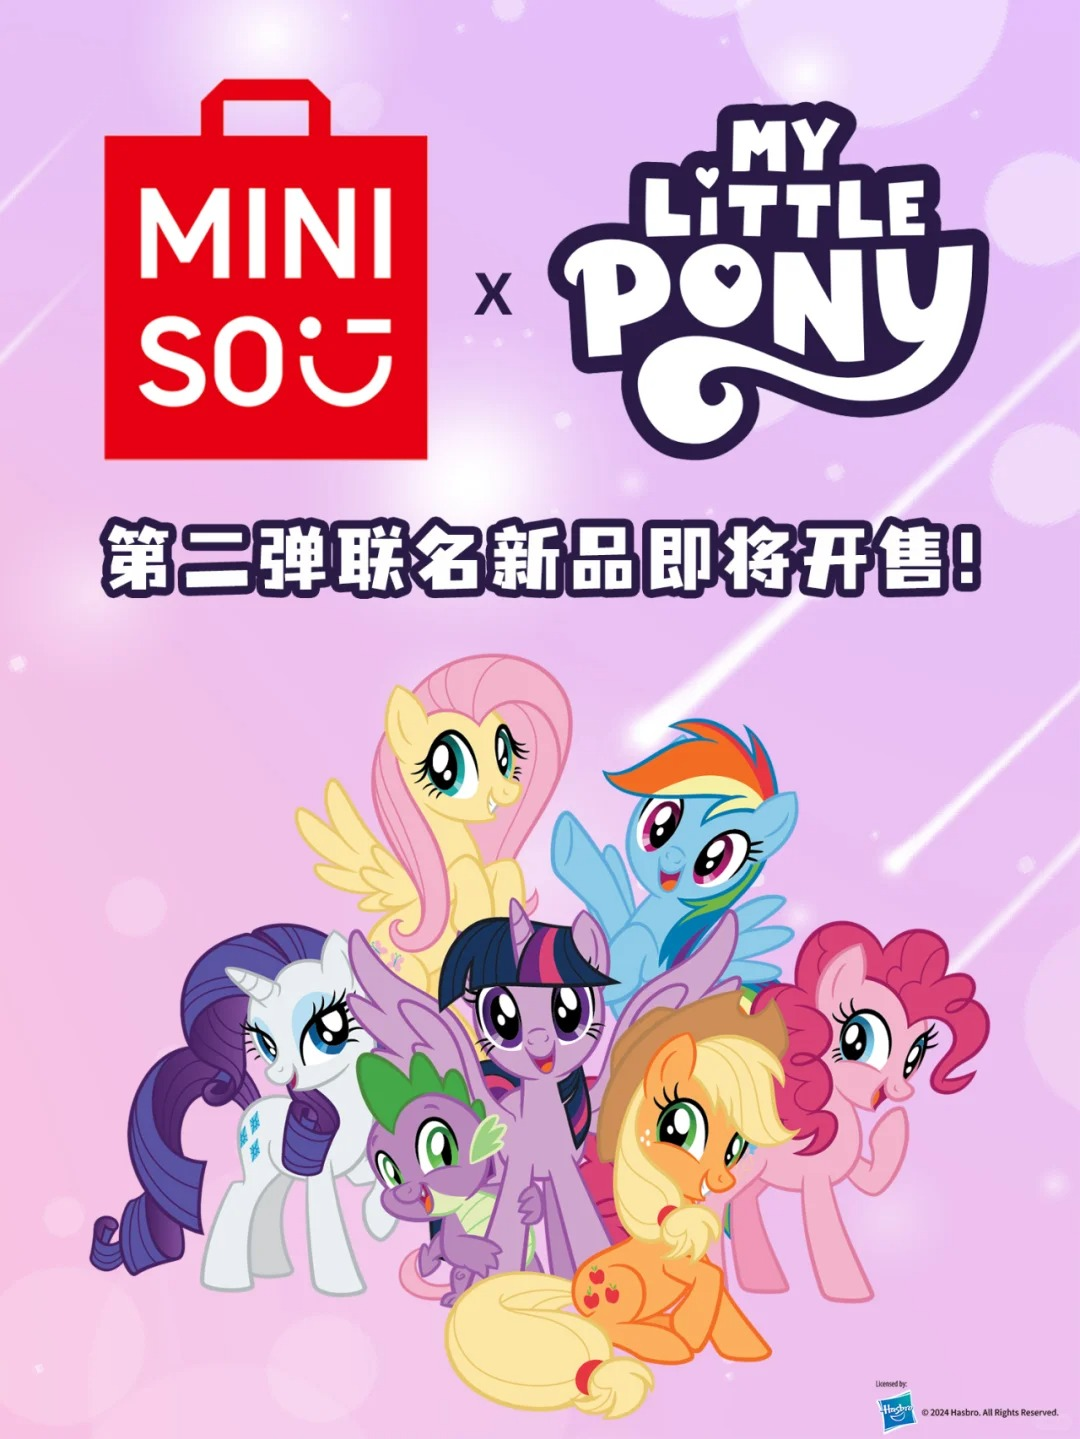 MINI
SO
X
MY
LiTTLE
PONY
第二弹联名新品即将开售!
Licensed by:
Hasbro
© 2024 Hasbro. All Rights Reserved.